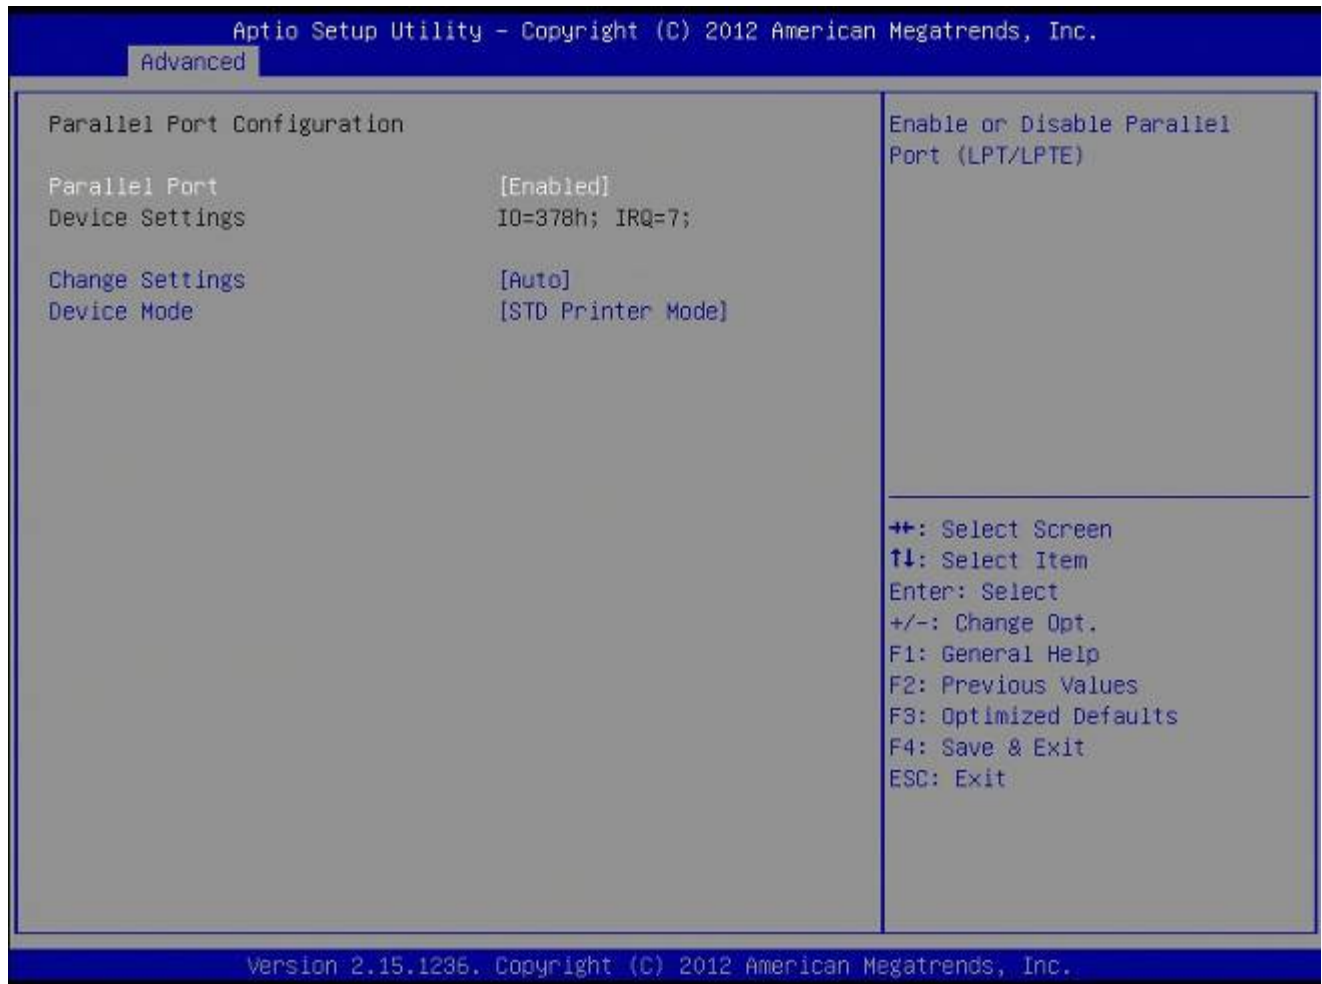 Aptio Setup Utility – Copyright (C) 2012 American Megatrends, Inc.
Advanced
Parallel Port Configuration
Parallel Port [Enabled]
Device Settings IO=378h; IRQ=7;
Change Settings [Auto]
Device Mode [STD Printer Mode]
Enable or Disable Parallel
Port (LPT/LPTE)
→←: Select Screen
↑↓: Select Item
Enter: Select
+/-: Change Opt.
F1: General Help
F2: Previous Values
F3: Optimized Defaults
F4: Save & Exit
ESC: Exit
Version 2.15.1236. Copyright (C) 2012 American Megatrends, Inc.